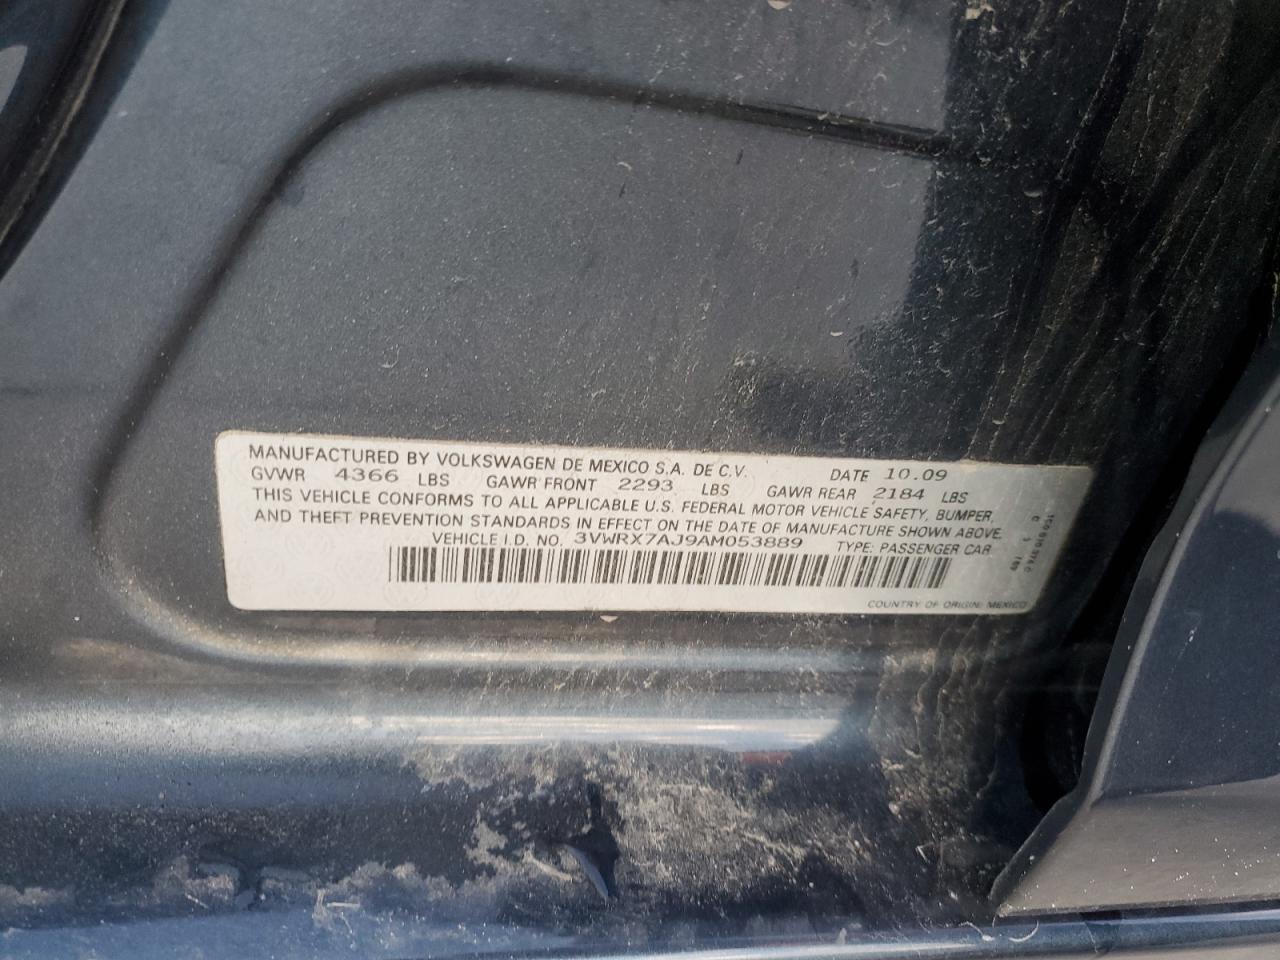 MANUFACTURED BY VOLKSWAGEN DE MEXICO S.A. DE C.V. DATE 10.09
GVWR 4366 LBS GAWR FRONT 2293 LBS GAWR REAR 2184 LBS
THIS VEHICLE CONFORMS TO ALL APPLICABLE U.S. FEDERAL MOTOR VEHICLE SAFETY, BUMPER,
AND THEFT PREVENTION STANDARDS IN EFFECT ON THE DATE OF MANUFACTURE SHOWN ABOVE.
VEHICLE I.D. NO. 3VWRX7AJ9AM053889 TYPE: PASSENGER CAR
COUNTRY OF ORIGIN: MEXICO